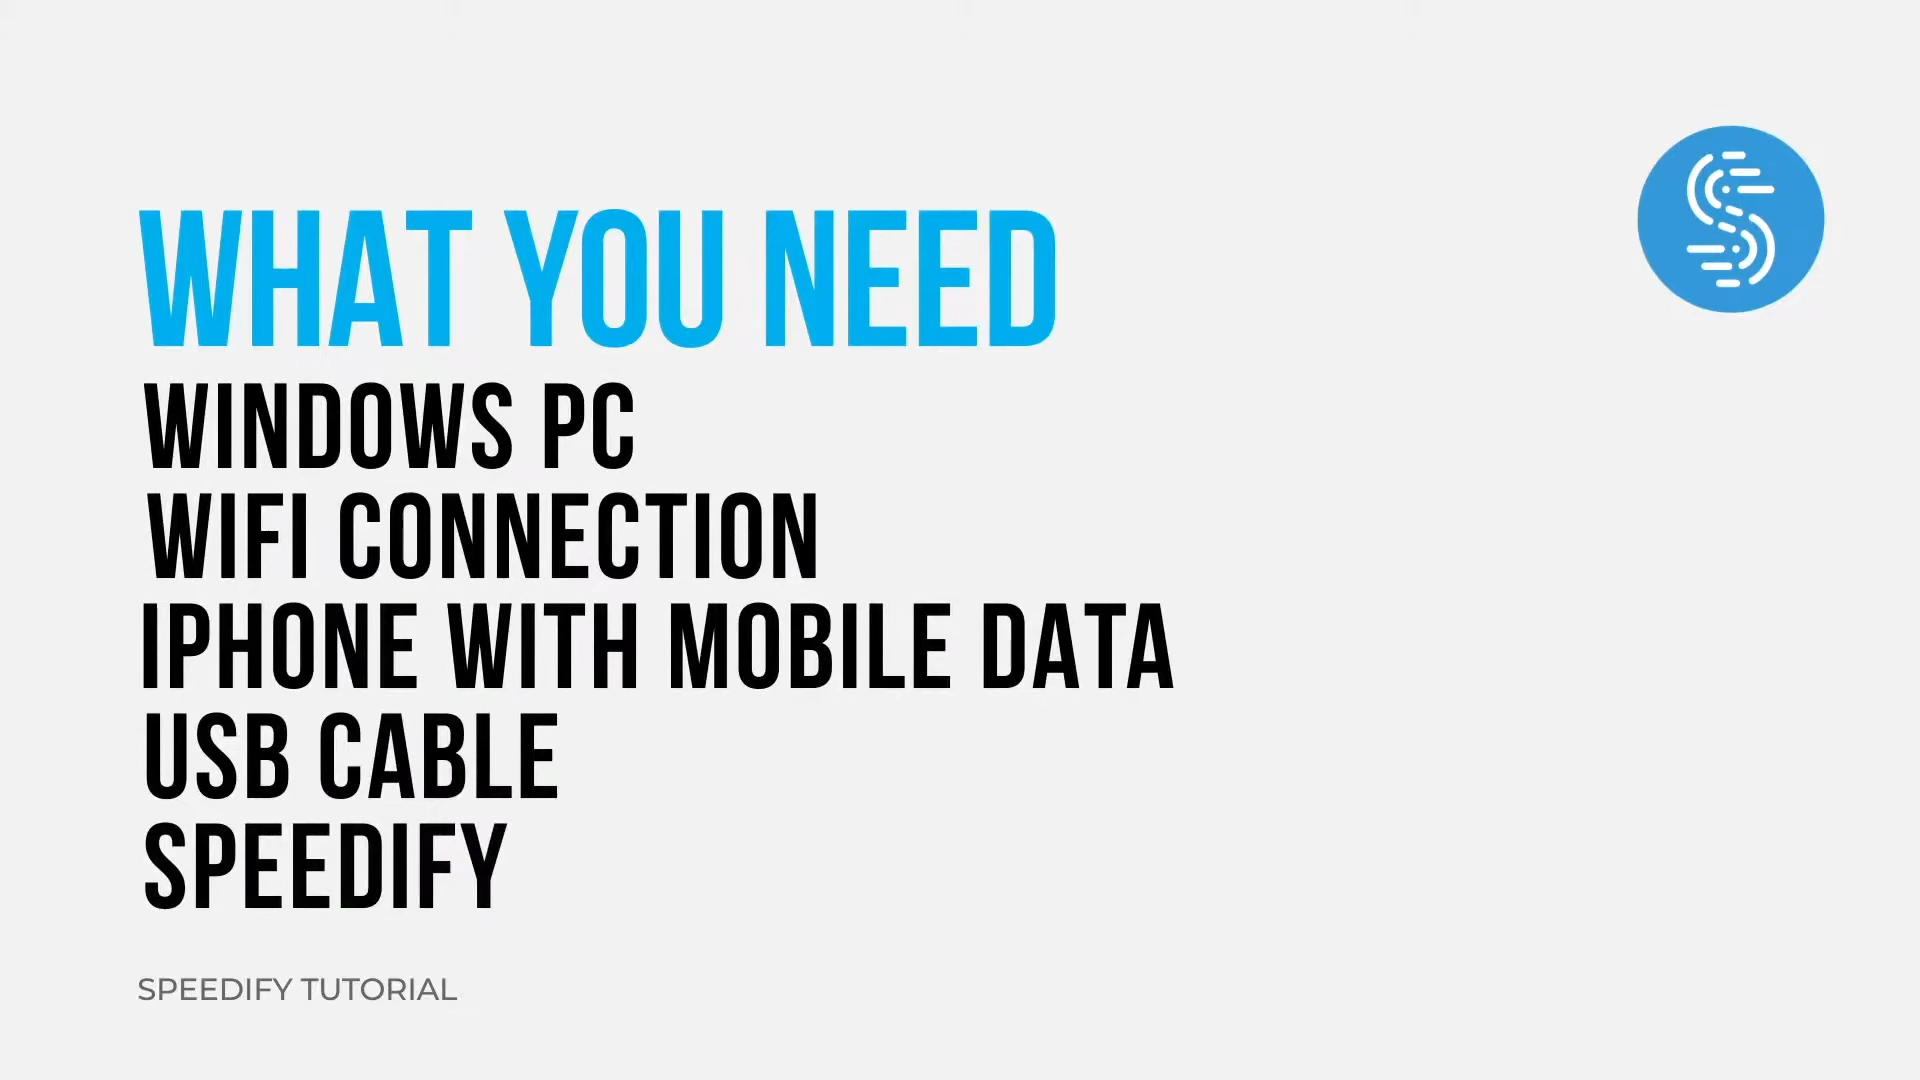 WHAT YOU NEED
WINDOWS PC
WIFI CONNECTION
IPHONE WITH MOBILE DATA
USB CABLE
SPEEDIFY
SPEEDIFY TUTORIAL